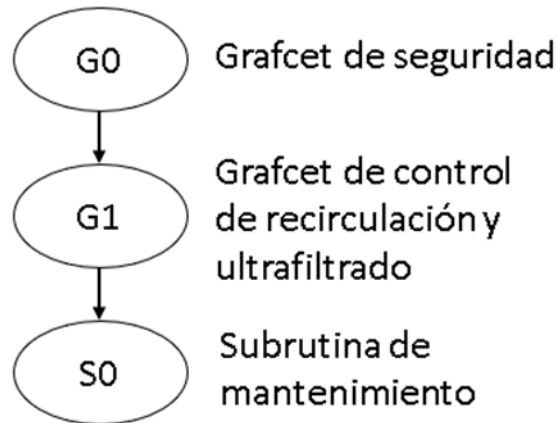 G0
Grafcet de seguridad
G1
Grafcet de control
de recirculación y
ultrafiltrado
S0
Subrutina de
mantenimiento